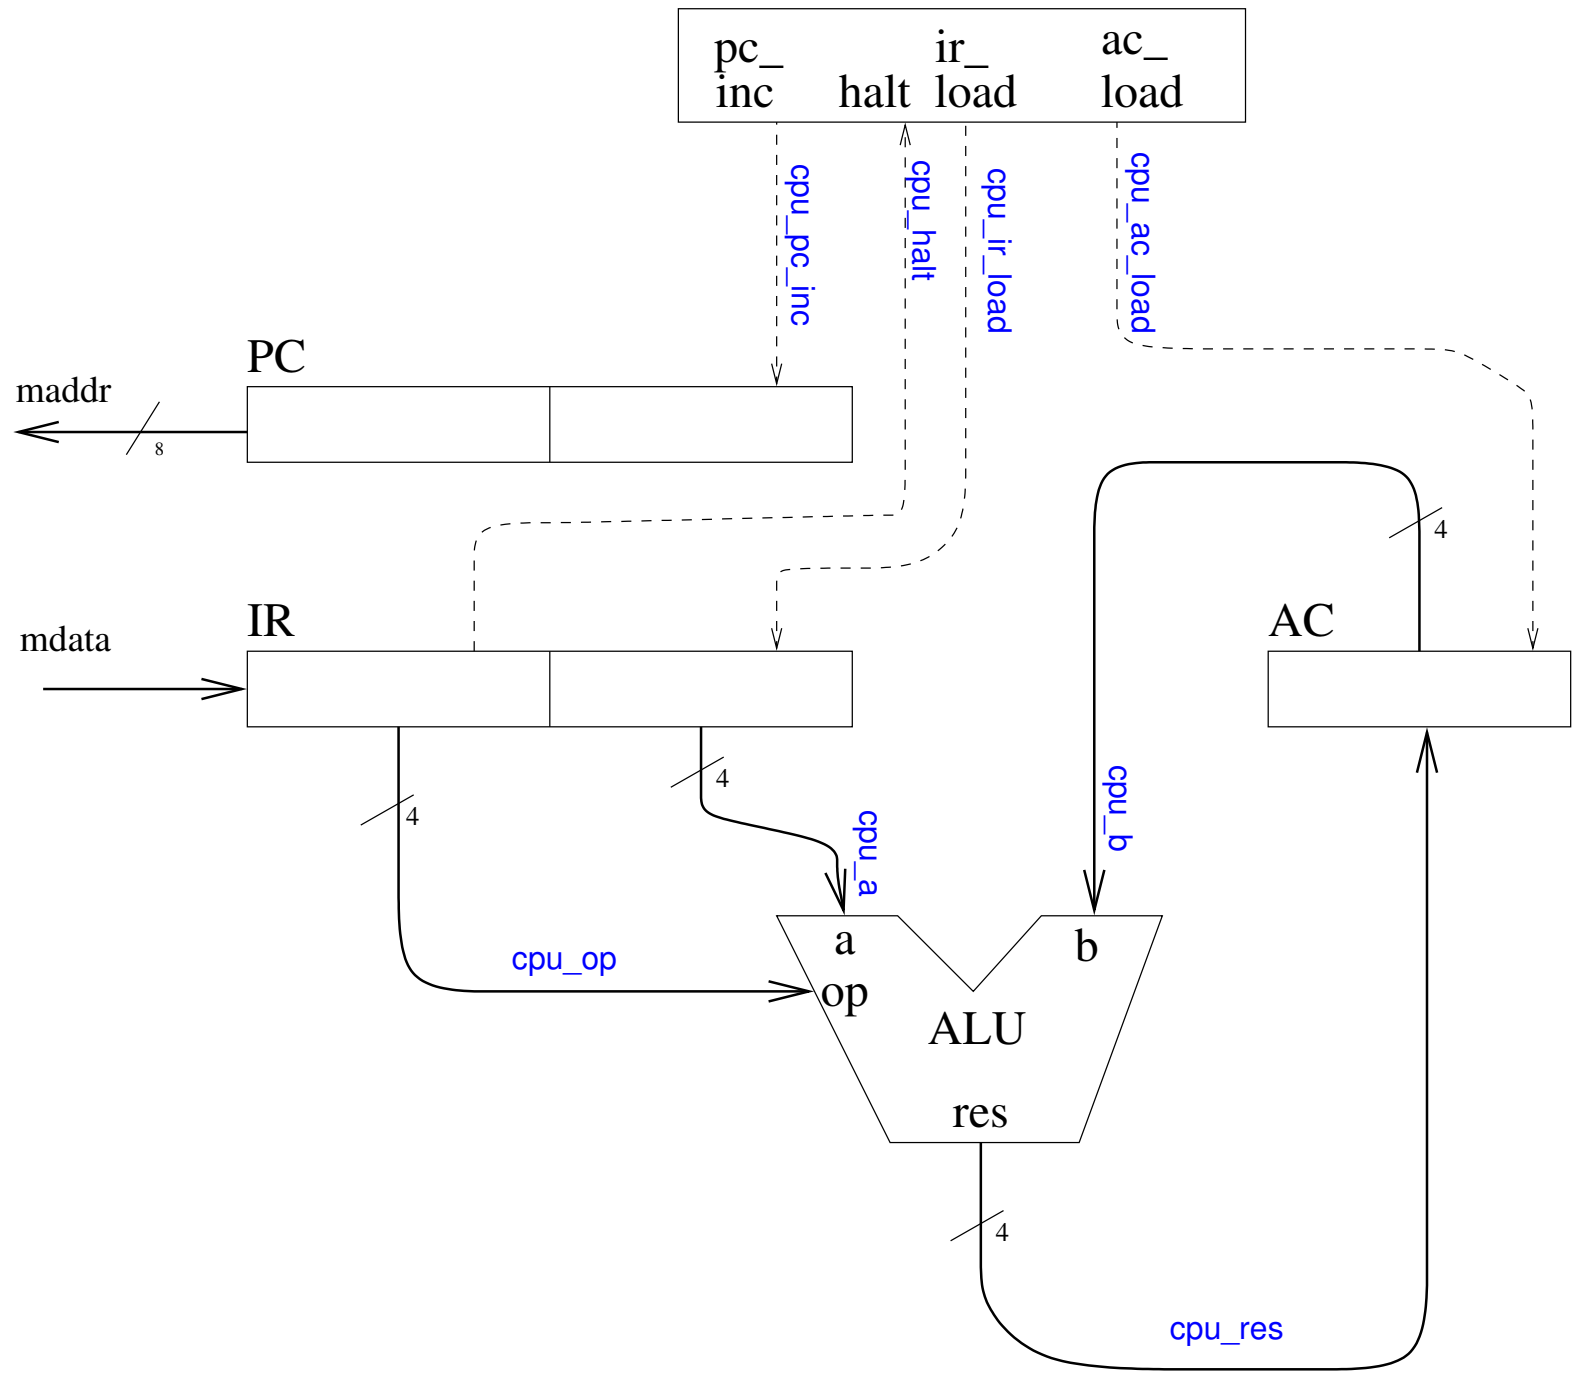 pc_
inc
halt
ir_
load
ac_
load
cpu_pc_inc
cpu_halt
cpu_ir_load
cpu_ac_load
PC
maddr
8
4
IR
AC
mdata
4
4
cpu_a
cpu_b
a
b
cpu_op
op
ALU
res
4
cpu_res